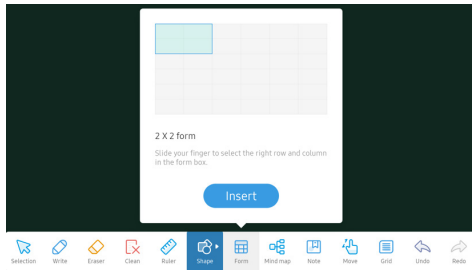 2 X 2 form
Slide your finger to select the right row and column
in the form box.
Insert
Selection Write Eraser Clean Ruler Shape Form Mind map Note Move Grid Undo Redo